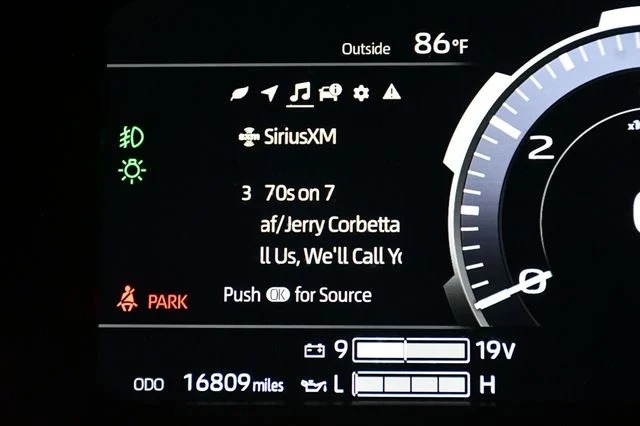 Outside 86°F
sxm SiriusXM
3 70s on 7
af/Jerry Corbetta
ll Us, We'll Call Yo
Push OK for Source
PARK
2
0
9 19V
ODO 16809 miles L H